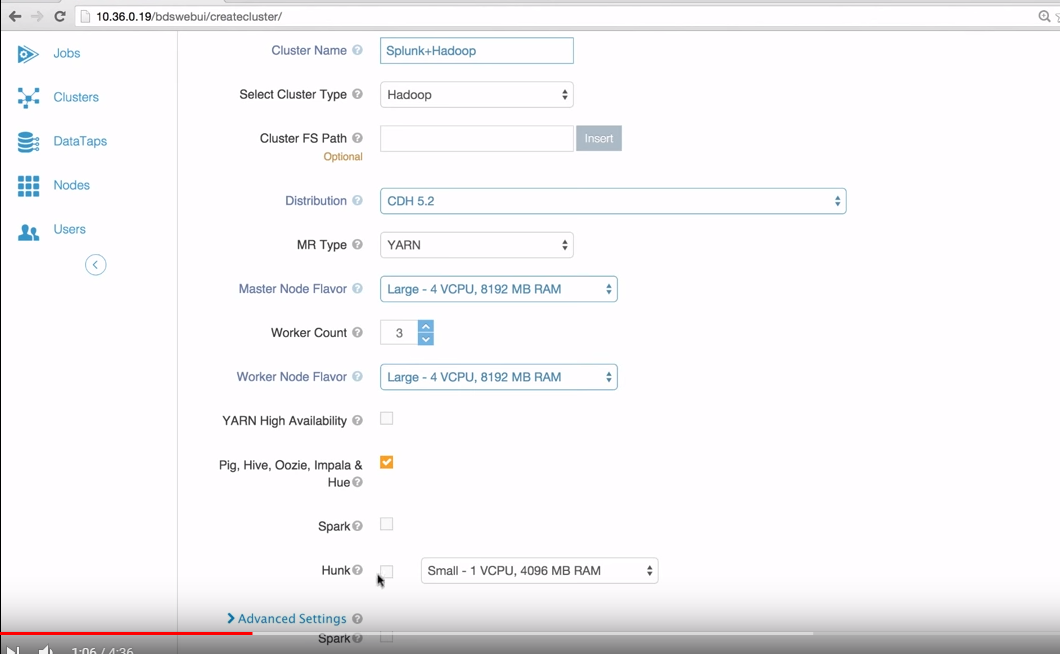 10.36.0.19/bdswebui/createcluster/
Jobs
Clusters
DataTaps
Nodes
Users
Cluster Name
Splunk+Hadoop
Select Cluster Type
Hadoop
Cluster FS Path
Insert
Optional
Distribution
CDH 5.2
MR Type
YARN
Master Node Flavor
Large - 4 VCPU, 8192 MB RAM
Worker Count
3
Worker Node Flavor
Large - 4 VCPU, 8192 MB RAM
YARN High Availability
Pig, Hive, Oozie, Impala &
Hue
Spark
Hunk
Small - 1 VCPU, 4096 MB RAM
Advanced Settings
Spark
1:06 / 4:36